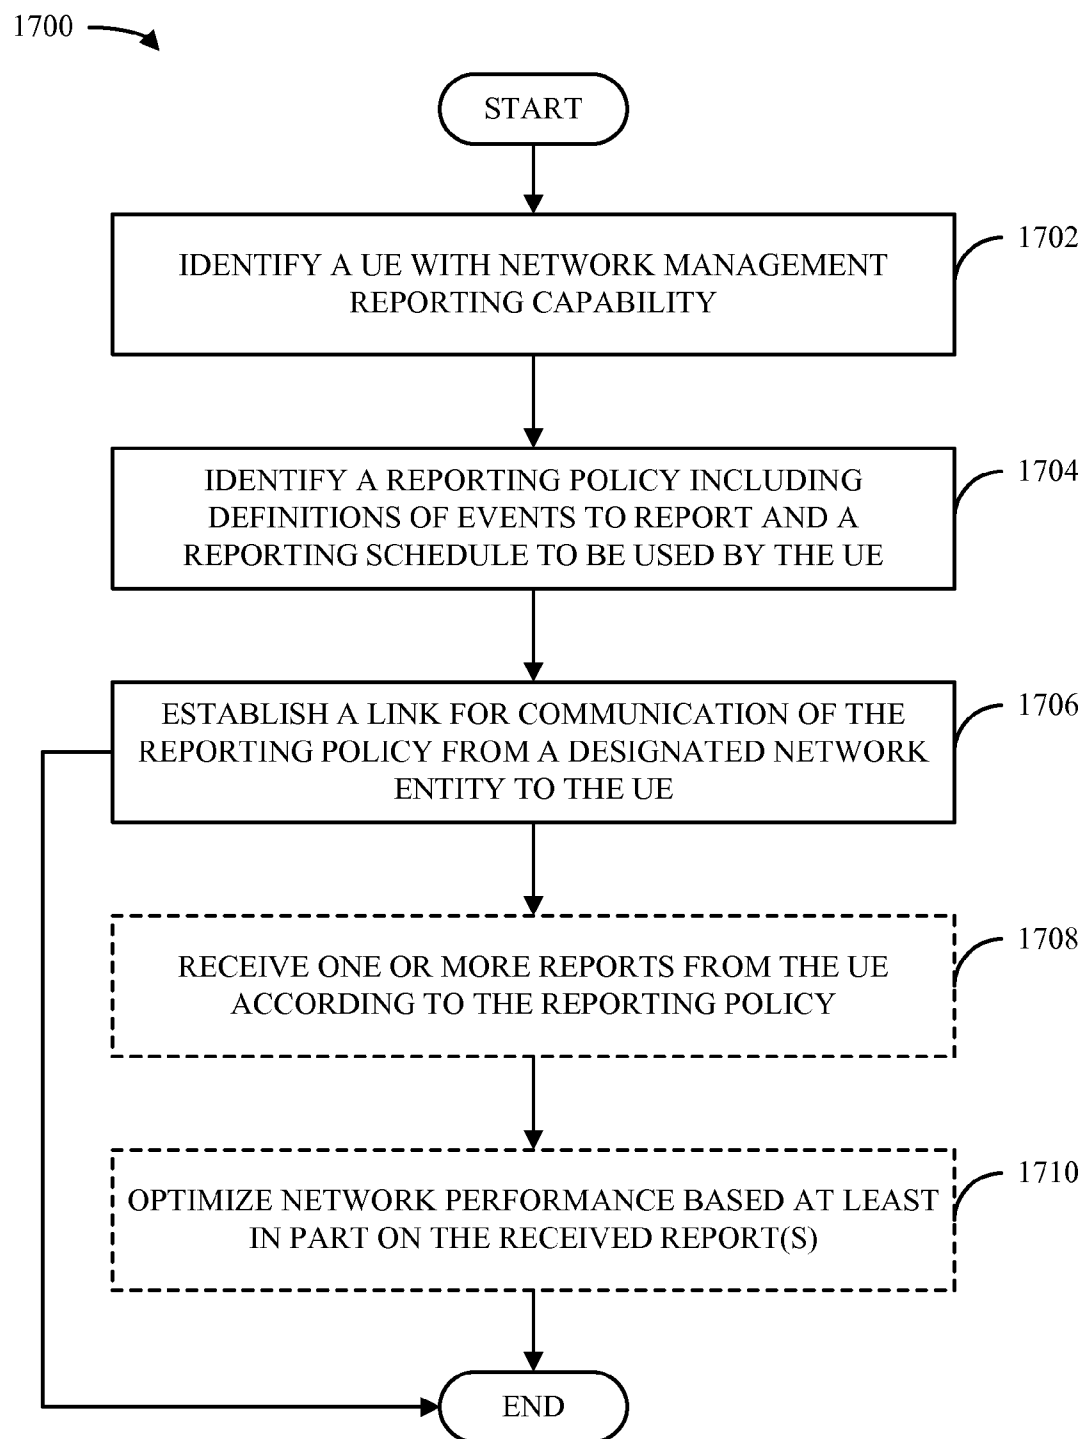 1700
START
IDENTIFY A UE WITH NETWORK MANAGEMENT
REPORTING CAPABILITY
1702
IDENTIFY A REPORTING POLICY INCLUDING
DEFINITIONS OF EVENTS TO REPORT AND A
REPORTING SCHEDULE TO BE USED BY THE UE
1704
ESTABLISH A LINK FOR COMMUNICATION OF THE
REPORTING POLICY FROM A DESIGNATED NETWORK
ENTITY TO THE UE
1706
RECEIVE ONE OR MORE REPORTS FROM THE UE
ACCORDING TO THE REPORTING POLICY
1708
OPTIMIZE NETWORK PERFORMANCE BASED AT LEAST
IN PART ON THE RECEIVED REPORT(S)
1710
END